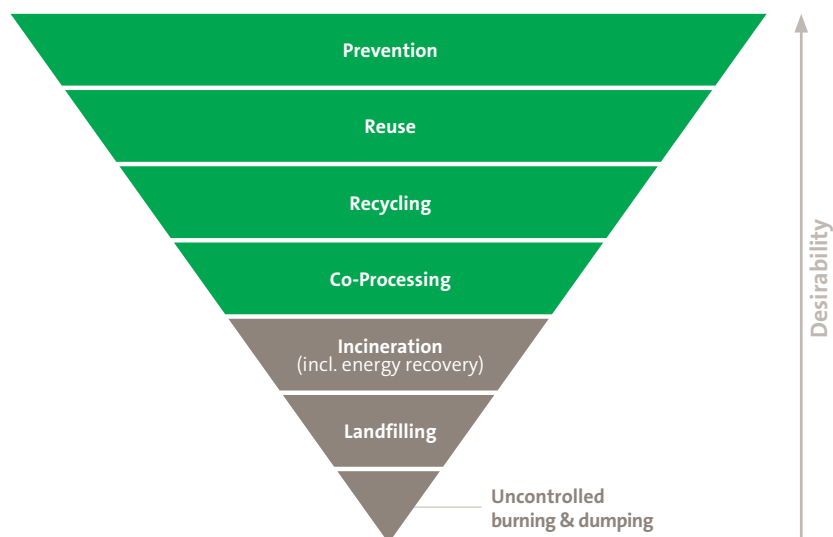 Prevention
Reuse
Recycling
Co-Processing
Incineration
(incl. energy recovery)
Landfilling
Uncontrolled
burning & dumping
Desirability